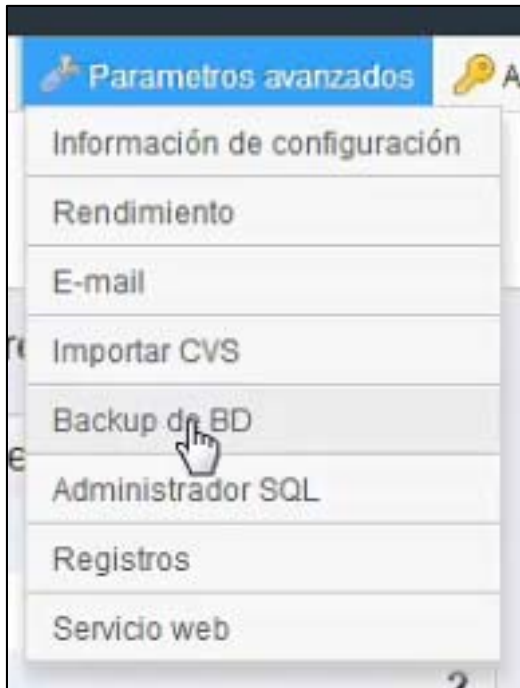 Parametros avanzados
A
Información de configuración
Rendimiento
E-mail
Importar CVS
Backup de BD
Administrador SQL
Registros
Servicio web